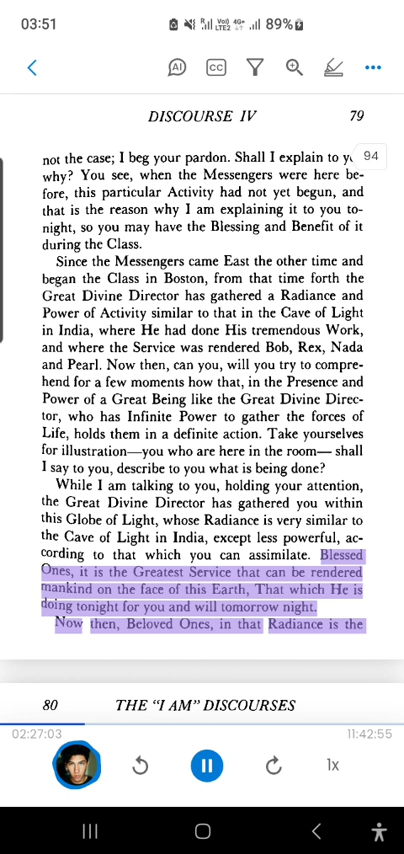 03:51
89%
AI
CC
DISCOURSE IV 79
94
not the case; I beg your pardon. Shall I explain to
why? You see, when the Messengers were here be-
fore, this particular Activity had not yet begun, and
that is the reason why I am explaining it to you to-
night, so you may have the Blessing and Benefit of it
during the Class.
Since the Messengers came East the other time and
began the Class in Boston, from that time forth the
Great Divine Director has gathered a Radiance and
Power of Activity similar to that in the Cave of Light
in India, where He had done His tremendous Work,
and where the Service was rendered Bob, Rex, Nada
and Pearl. Now then, can you, will you try to compre-
hend for a few moments how that, in the Presence and
Power of a Great Being like the Great Divine Direc-
tor, who has Infinite Power to gather the forces of
Life, holds them in a definite action. Take yourselves
for illustration—you who are here in the room— shall
I say to you, describe to you what is being done?
While I am talking to you, holding your attention,
the Great Divine Director has gathered you within
this Globe of Light, whose Radiance is very similar to
the Cave of Light in India, except less powerful, ac-
cording to that which you can assimilate. Blessed
Ones, it is the Greatest Service that can be rendered
mankind on the face of this Earth, That which He is
doing tonight for you and will tomorrow night.
Now then, Beloved Ones, in that Radiance is the
80 THE “I AM” DISCOURSES
02:27:03 11:42:55
1x